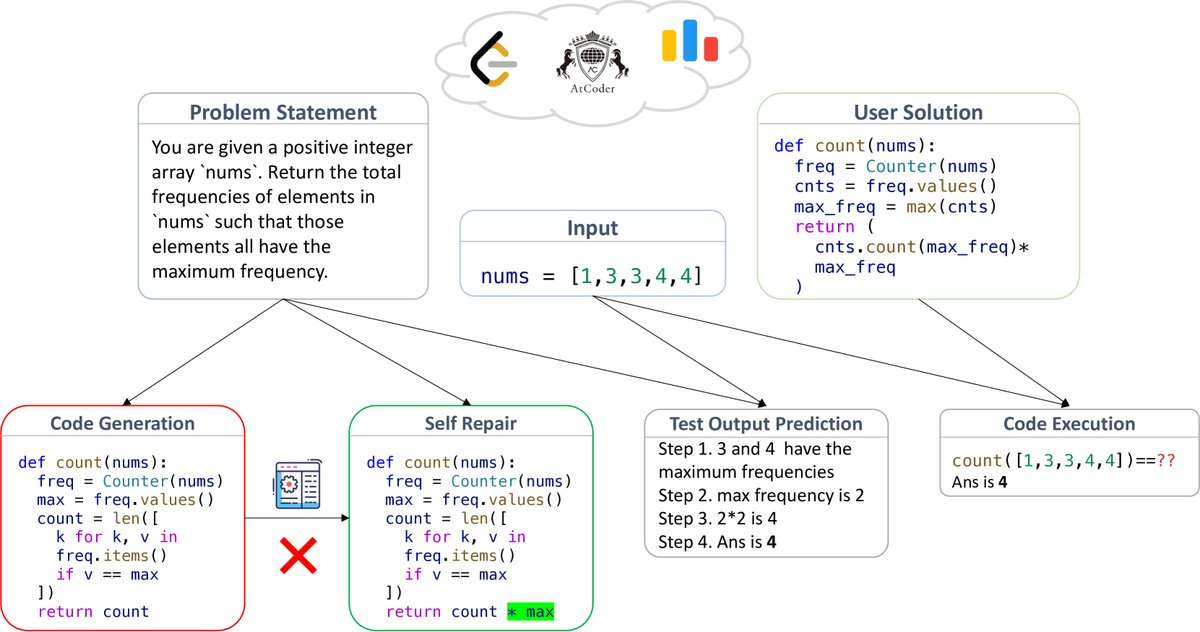 AC
AtCoder
Problem Statement
You are given a positive integer
array `nums`. Return the total
frequencies of elements in
`nums` such that those
elements all have the
maximum frequency.
Input
nums = [1,3,3,4,4]
User Solution
def count(nums):
  freq = Counter(nums)
  cnts = freq.values()
  max_freq = max(cnts)
  return (
    cnts.count(max_freq)*
    max_freq
  )
Code Generation
def count(nums):
  freq = Counter(nums)
  max = freq.values()
  count = len([
    k for k, v in
    freq.items()
    if v == max
  ])
  return count
Self Repair
def count(nums):
  freq = Counter(nums)
  max = freq.values()
  count = len([
    k for k, v in
    freq.items()
    if v == max
  ])
  return count * max
Test Output Prediction
Step 1. 3 and 4 have the
maximum frequencies
Step 2. max frequency is 2
Step 3. 2*2 is 4
Step 4. Ans is 4
Code Execution
count([1,3,3,4,4])==??
Ans is 4